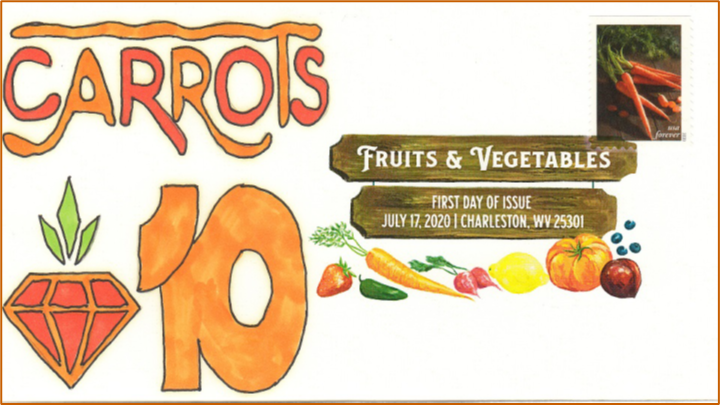 CARROTS
10
USA
forever
FRUITS & VEGETABLES
FIRST DAY OF ISSUE
JULY 17, 2020 | CHARLESTON, WV 25301